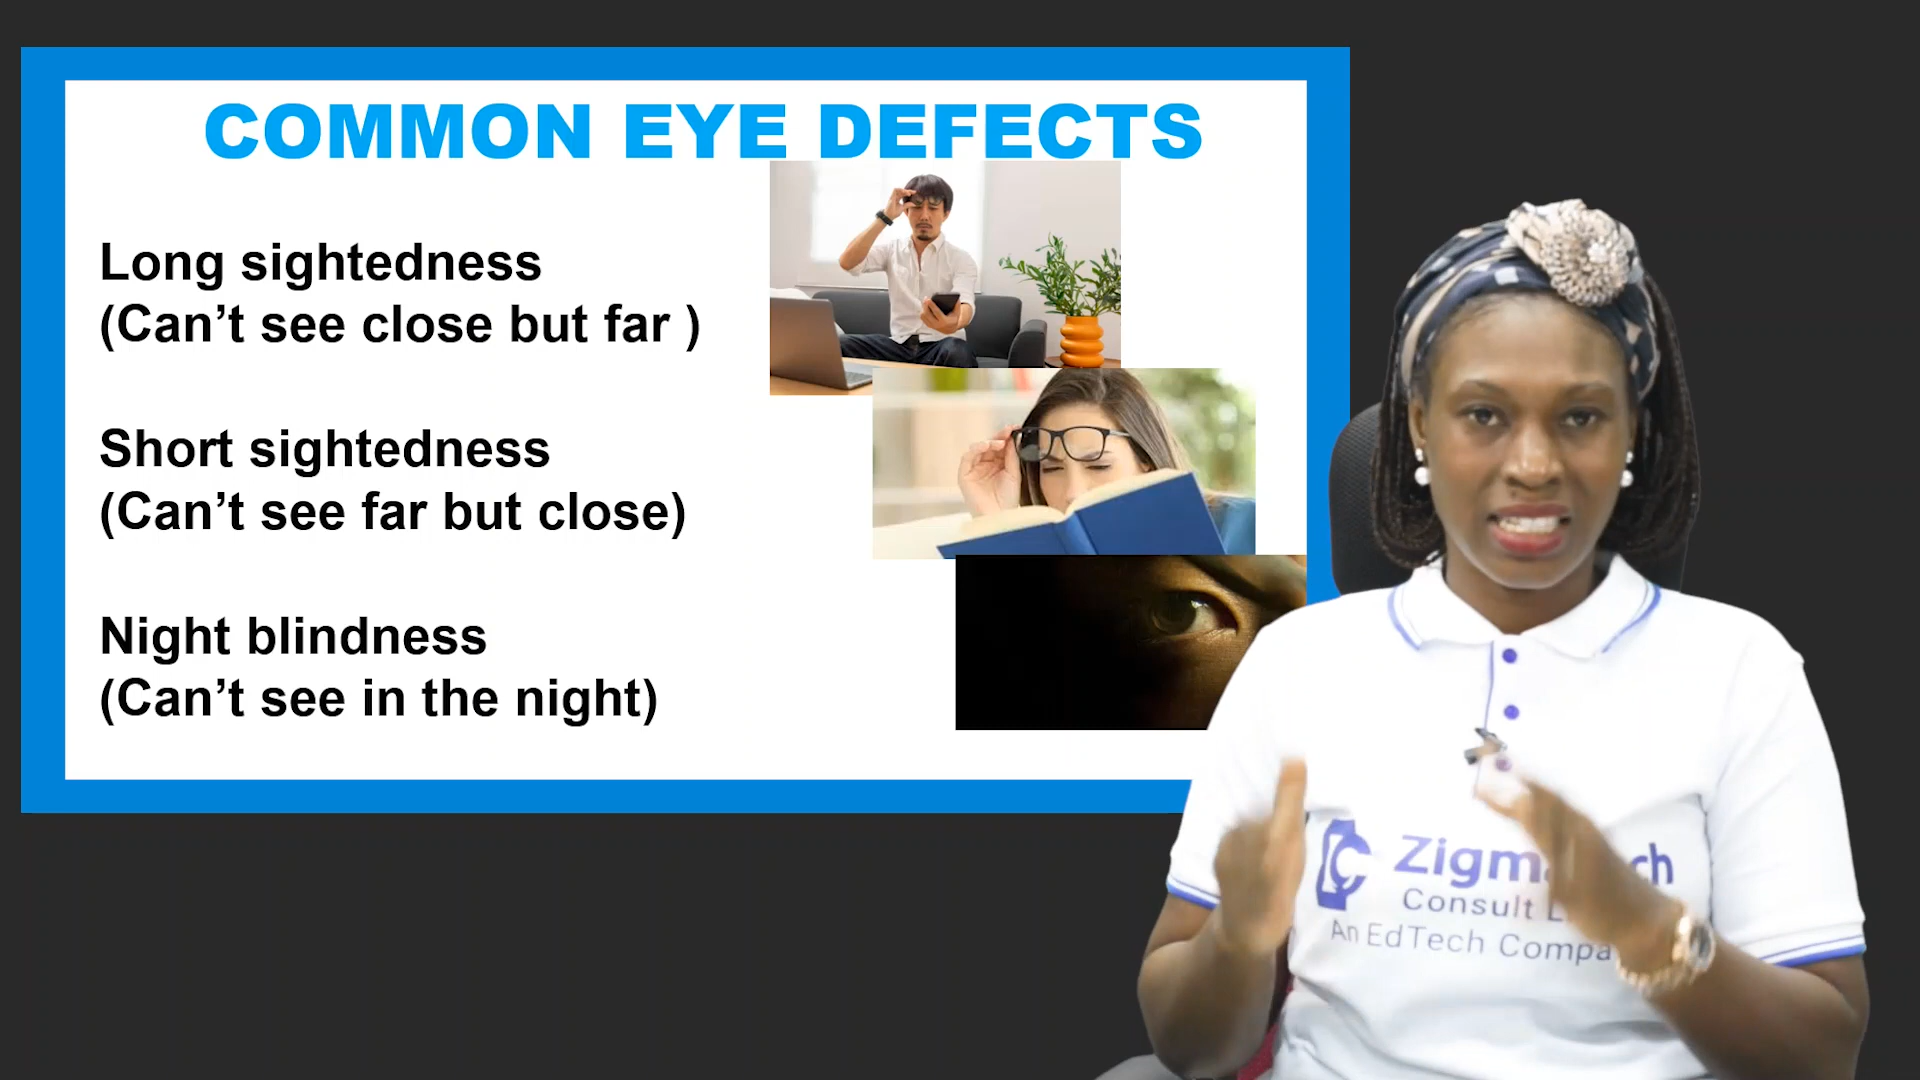 COMMON EYE DEFECTS
Long sightedness
(Can’t see close but far )
Short sightedness
(Can’t see far but close)
Night blindness
(Can’t see in the night)
Consult
An EdTech